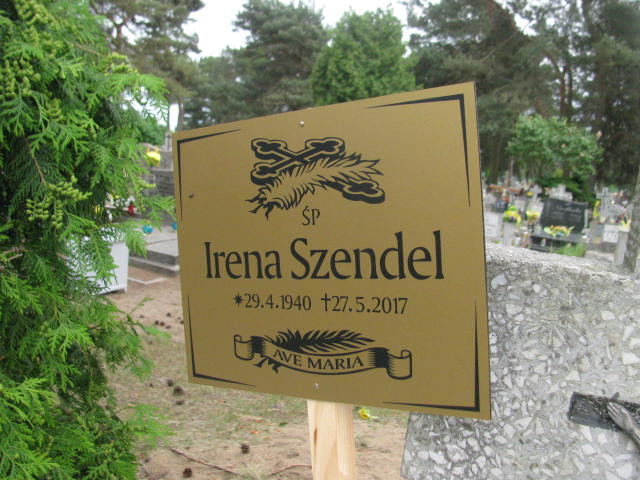 ŚP
Irena Szendel
*29.4.1940 †27.5.2017
AVE MARIA